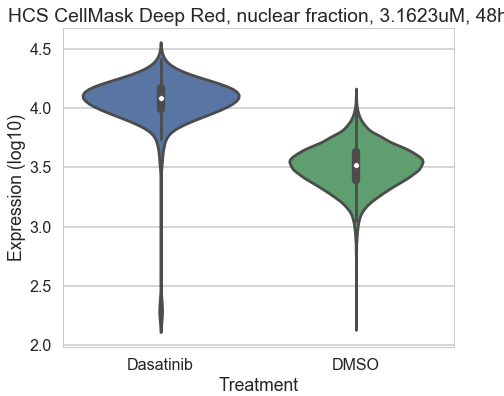 HCS CellMask Deep Red, nuclear fraction, 3.1623uM, 48h
4.5
4.0
3.5
3.0
2.5
2.0
Expression (log10)
Dasatinib DMSO
Treatment